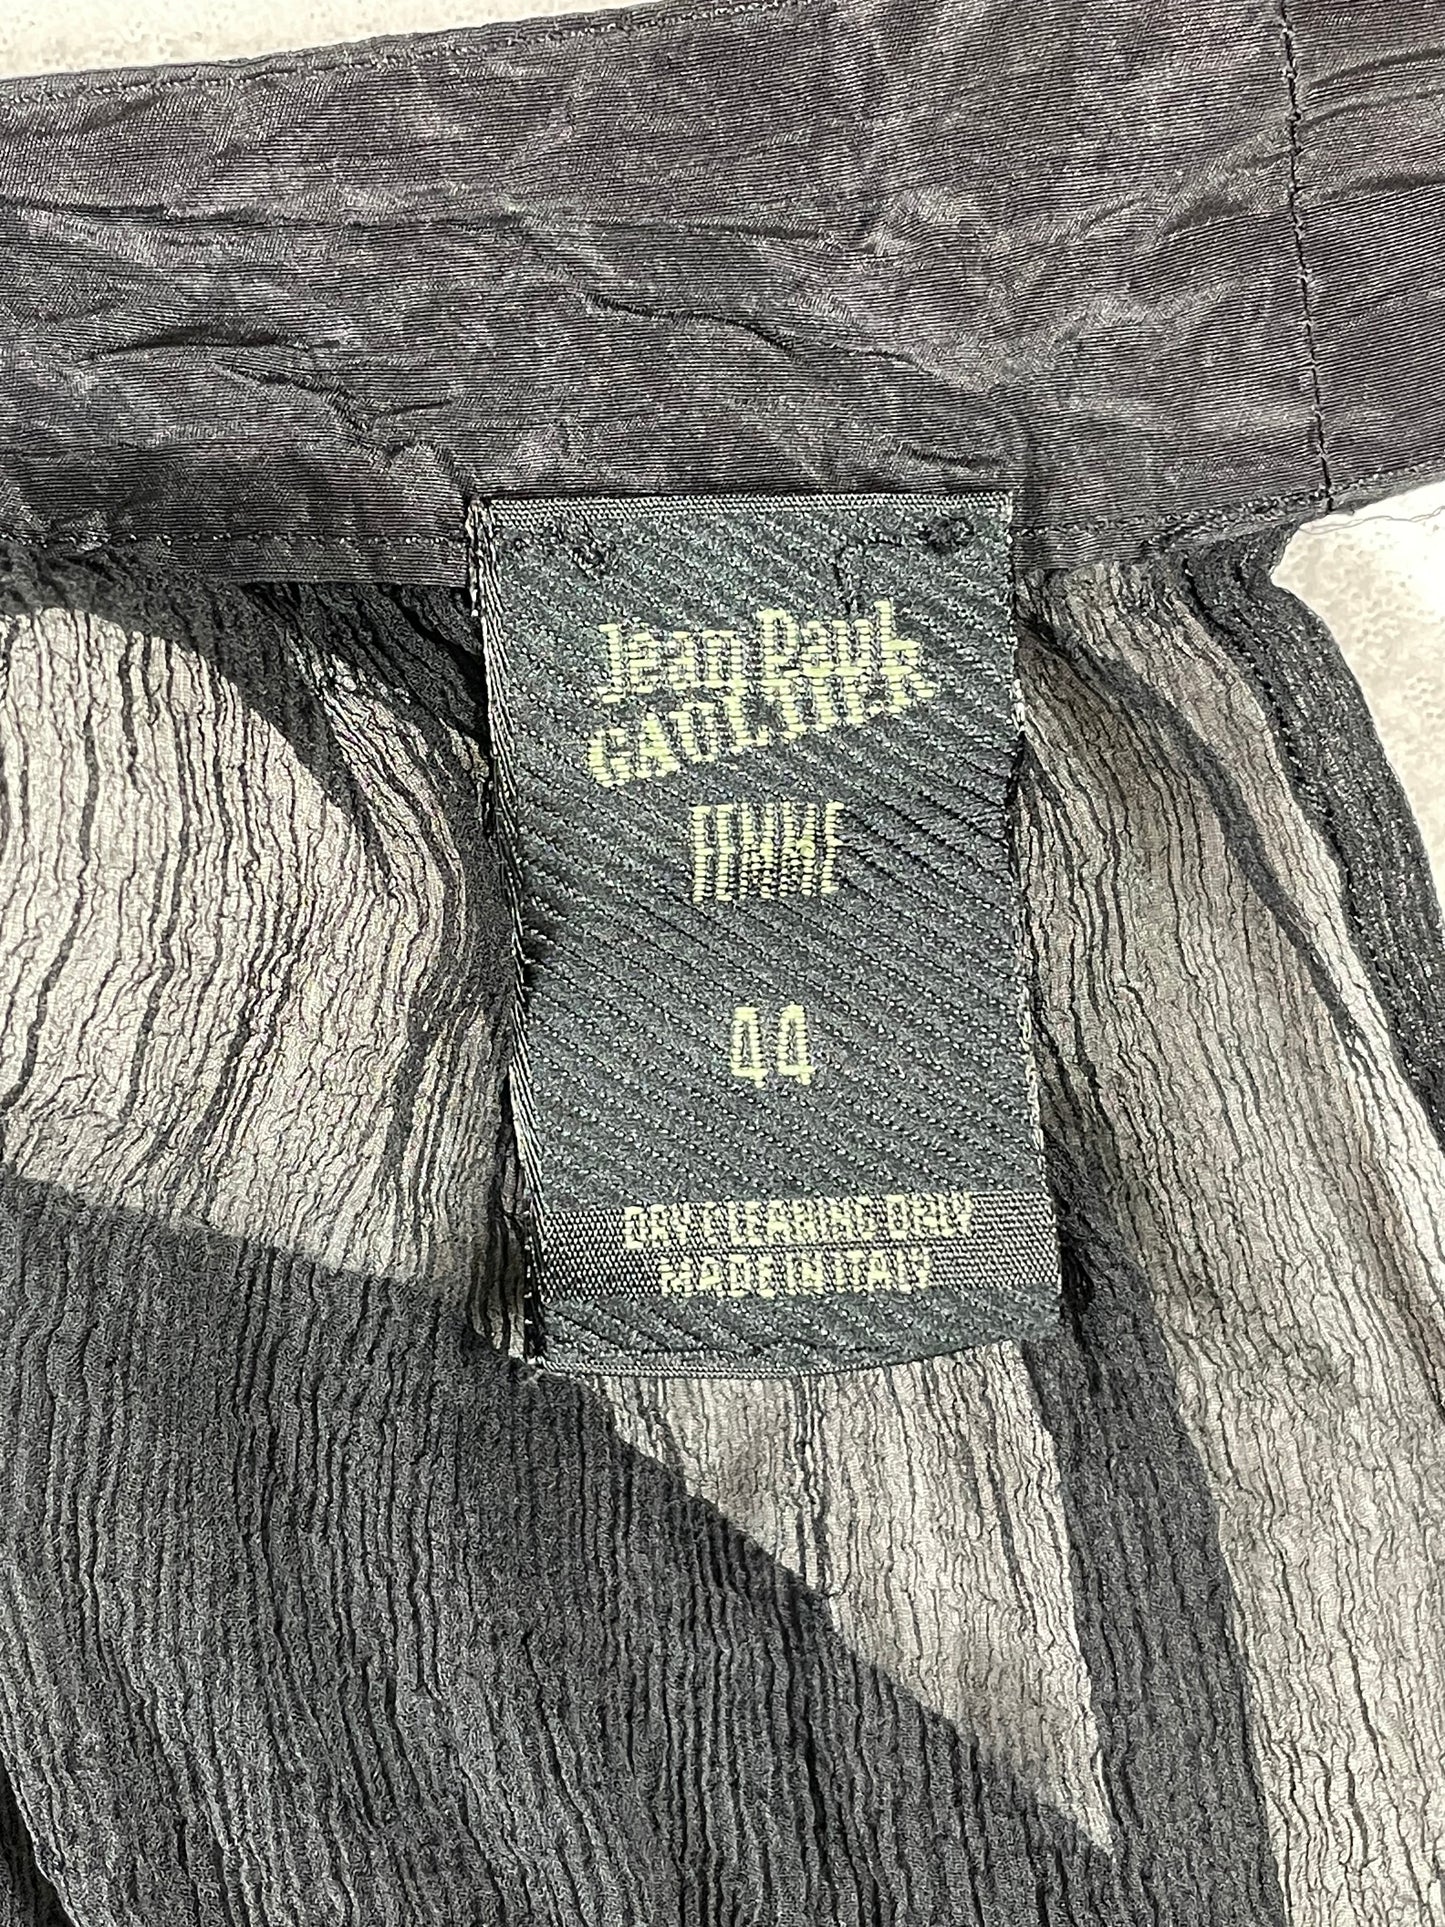 Jean Paul
GAULTIER
FEMME
44
DRY CLEANING ONLY
MADE IN ITALY